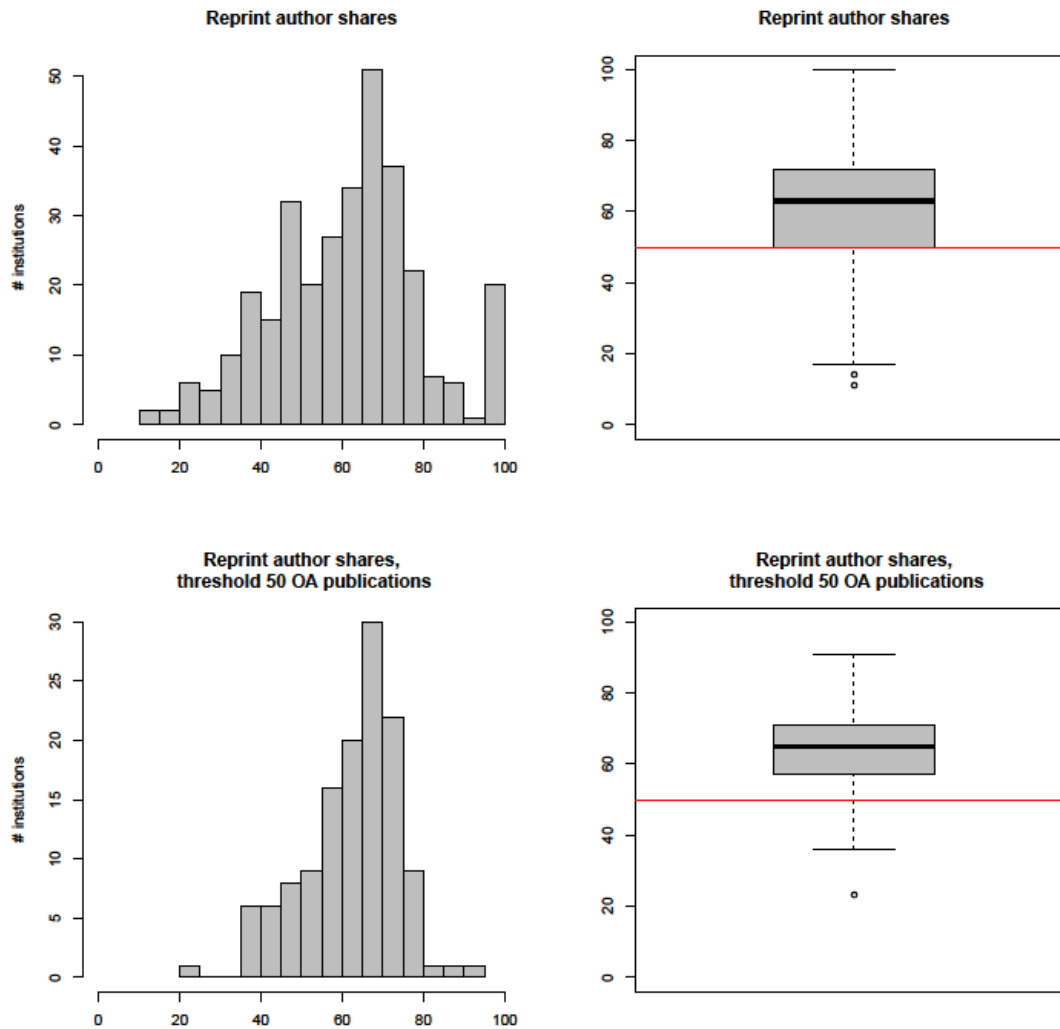 Reprint author shares
# institutions
50
40
30
20
10
0
0 20 40 60 80 100
Reprint author shares
100
80
60
40
20
0
Reprint author shares,
threshold 50 OA publications
# institutions
30
25
20
15
10
5
0
0 20 40 60 80 100
Reprint author shares,
threshold 50 OA publications
100
80
60
40
20
0